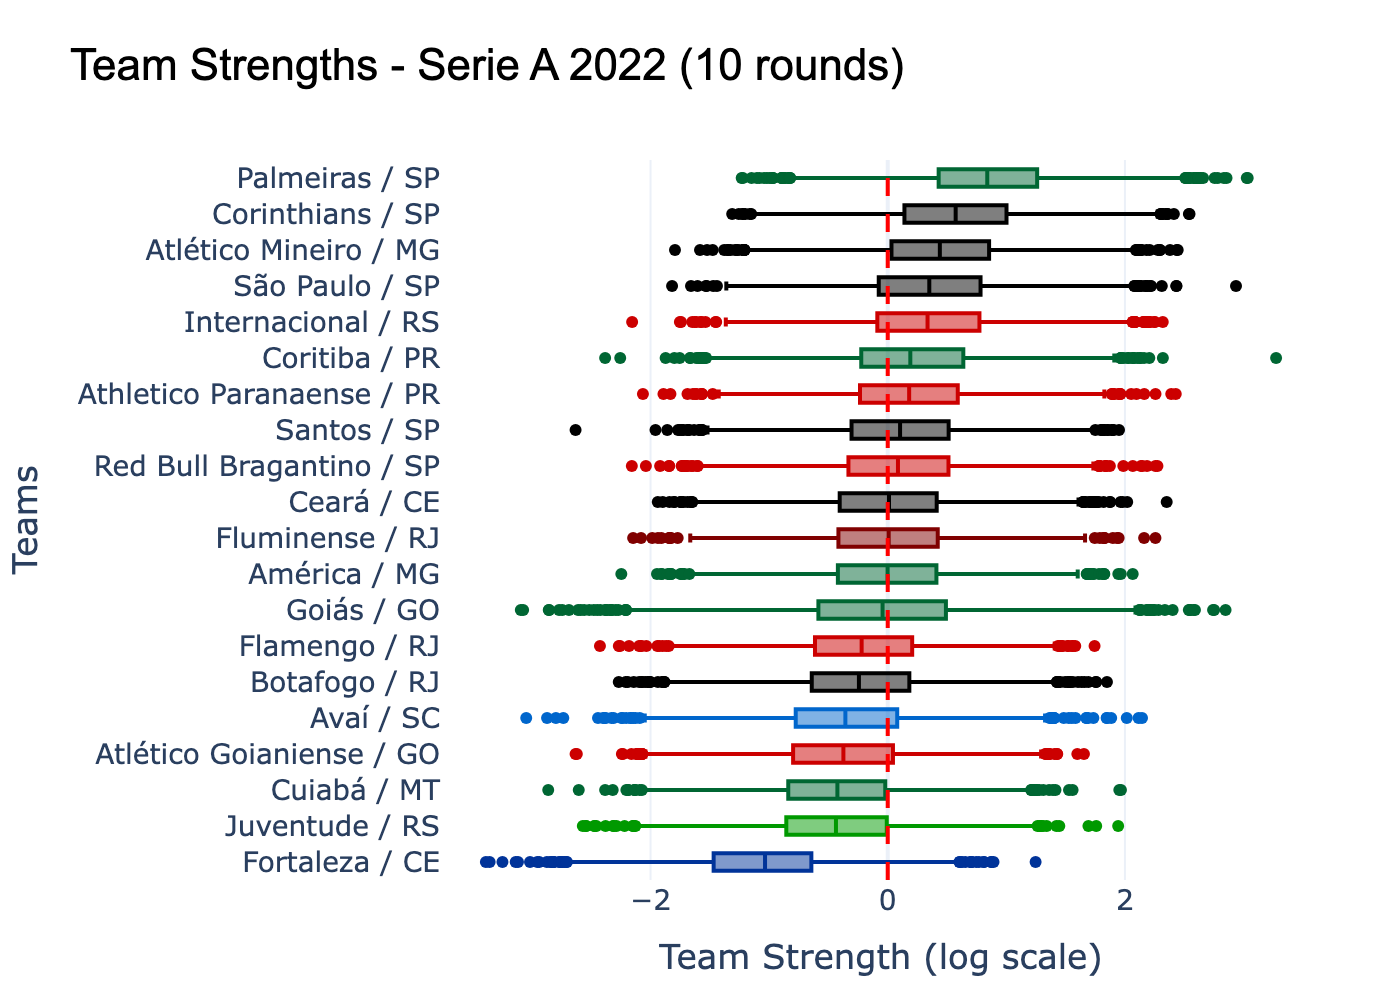 Team Strengths - Serie A 2022 (10 rounds)
Palmeiras / SP
Corinthians / SP
Atlético Mineiro / MG
São Paulo / SP
Internacional / RS
Coritiba / PR
Athletico Paranaense / PR
Santos / SP
Red Bull Bragantino / SP
Ceará / CE
Fluminense / RJ
América / MG
Goiás / GO
Flamengo / RJ
Botafogo / RJ
Avaí / SC
Atlético Goianiense / GO
Cuiabá / MT
Juventude / RS
Fortaleza / CE
Teams
−2 0 2
Team Strength (log scale)